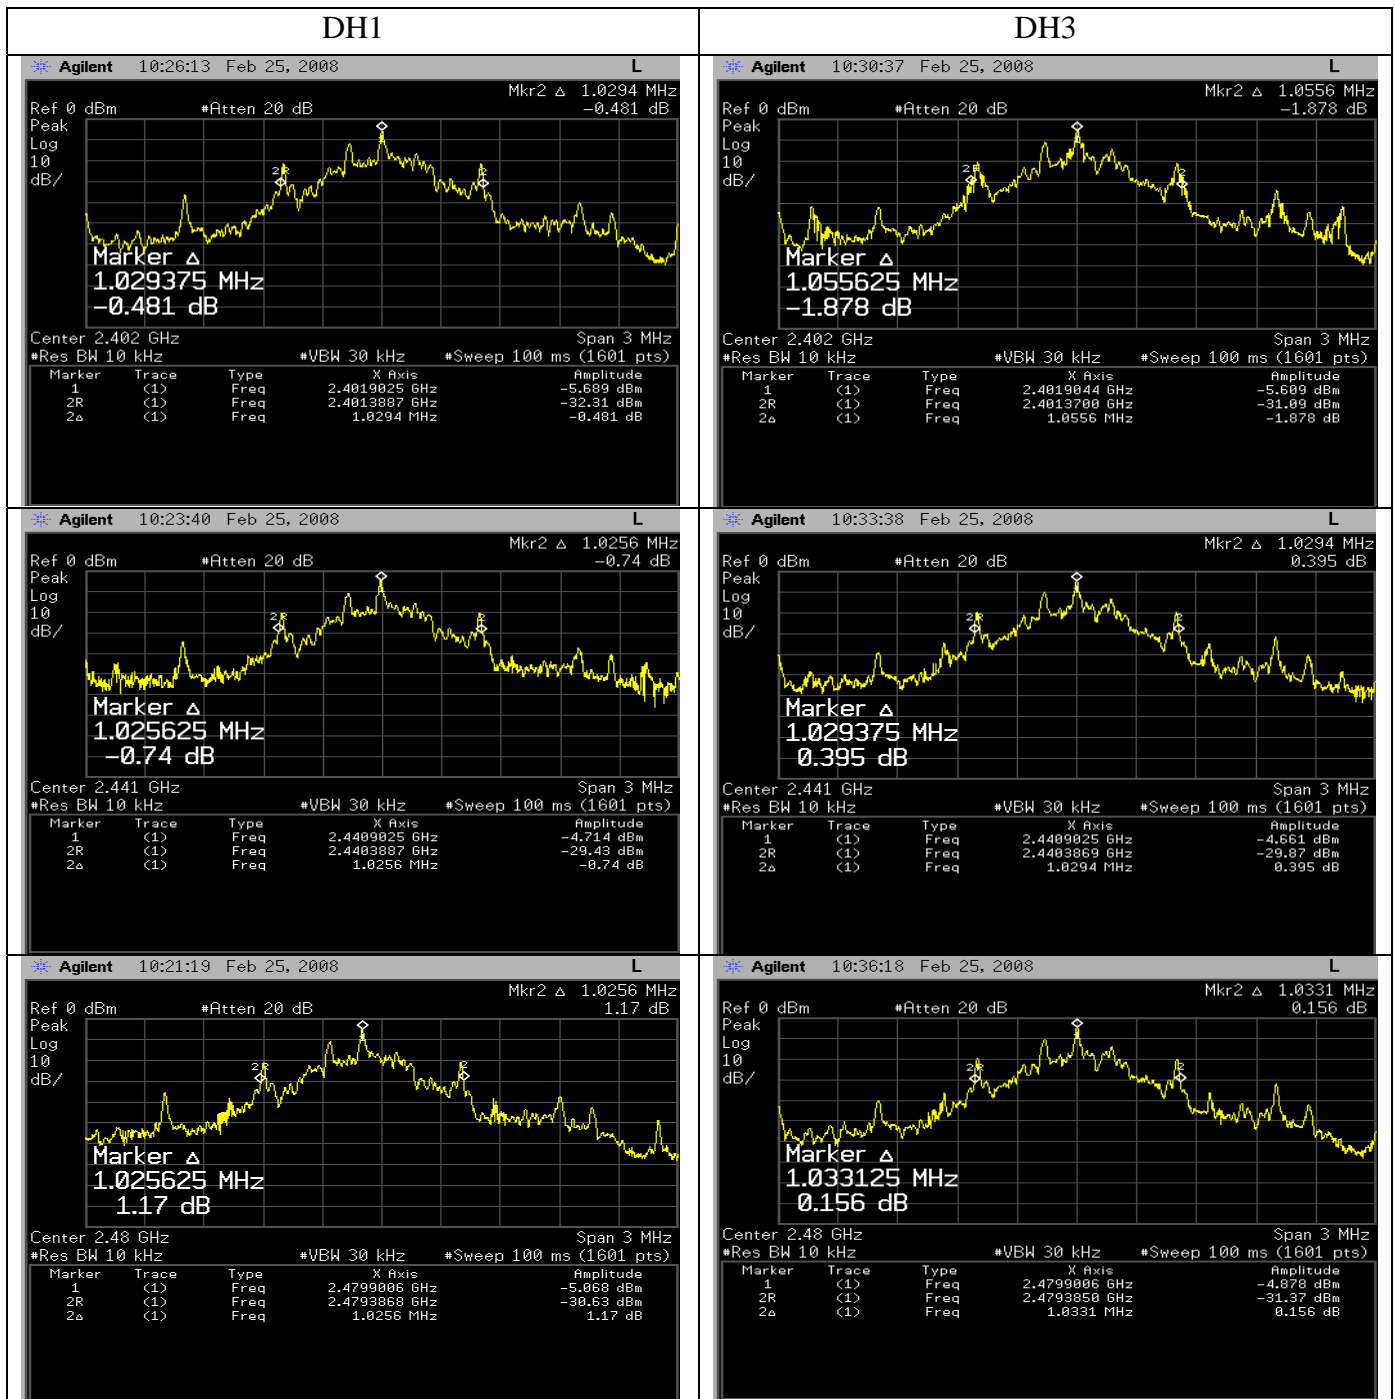 DH1
DH3
Agilent 10:26:13 Feb 25, 2008 L
Mkr2 Δ 1.0294 MHz
Ref 0 dBm #Atten 20 dB -0.481 dB
Peak
Log
10
dB/
2R
2
Marker Δ
1.029375 MHz
-0.481 dB
Center 2.402 GHz Span 3 MHz
#Res BW 10 kHz #VBW 30 kHz #Sweep 100 ms (1601 pts)
Marker Trace Type X Axis Amplitude
1 (1) Freq 2.4019025 GHz -5.689 dBm
2R (1) Freq 2.4013887 GHz -32.31 dBm
2Δ (1) Freq 1.0294 MHz -0.481 dB
Agilent 10:30:37 Feb 25, 2008 L
Mkr2 Δ 1.0556 MHz
Ref 0 dBm #Atten 20 dB -1.878 dB
Peak
Log
10
dB/
2R
2
Marker Δ
1.055625 MHz
-1.878 dB
Center 2.402 GHz Span 3 MHz
#Res BW 10 kHz #VBW 30 kHz #Sweep 100 ms (1601 pts)
Marker Trace Type X Axis Amplitude
1 (1) Freq 2.4019044 GHz -5.609 dBm
2R (1) Freq 2.4013700 GHz -31.09 dBm
2Δ (1) Freq 1.0556 MHz -1.878 dB
Agilent 10:23:40 Feb 25, 2008 L
Mkr2 Δ 1.0256 MHz
Ref 0 dBm #Atten 20 dB -0.74 dB
Peak
Log
10
dB/
2R
2
Marker Δ
1.025625 MHz
-0.74 dB
Center 2.441 GHz Span 3 MHz
#Res BW 10 kHz #VBW 30 kHz #Sweep 100 ms (1601 pts)
Marker Trace Type X Axis Amplitude
1 (1) Freq 2.4409025 GHz -4.714 dBm
2R (1) Freq 2.4403887 GHz -29.43 dBm
2Δ (1) Freq 1.0256 MHz -0.74 dB
Agilent 10:33:38 Feb 25, 2008 L
Mkr2 Δ 1.0294 MHz
Ref 0 dBm #Atten 20 dB 0.395 dB
Peak
Log
10
dB/
2R
2
Marker Δ
1.029375 MHz
0.395 dB
Center 2.441 GHz Span 3 MHz
#Res BW 10 kHz #VBW 30 kHz #Sweep 100 ms (1601 pts)
Marker Trace Type X Axis Amplitude
1 (1) Freq 2.4409025 GHz -4.661 dBm
2R (1) Freq 2.4403869 GHz -29.87 dBm
2Δ (1) Freq 1.0294 MHz 0.395 dB
Agilent 10:21:19 Feb 25, 2008 L
Mkr2 Δ 1.0256 MHz
Ref 0 dBm #Atten 20 dB 1.17 dB
Peak
Log
10
dB/
2R
2
Marker Δ
1.025625 MHz
1.17 dB
Center 2.48 GHz Span 3 MHz
#Res BW 10 kHz #VBW 30 kHz #Sweep 100 ms (1601 pts)
Marker Trace Type X Axis Amplitude
1 (1) Freq 2.4799006 GHz -5.068 dBm
2R (1) Freq 2.4793868 GHz -30.63 dBm
2Δ (1) Freq 1.0256 MHz 1.17 dB
Agilent 10:36:18 Feb 25, 2008 L
Mkr2 Δ 1.0331 MHz
Ref 0 dBm #Atten 20 dB 0.156 dB
Peak
Log
10
dB/
2R
2
Marker Δ
1.033125 MHz
0.156 dB
Center 2.48 GHz Span 3 MHz
#Res BW 10 kHz #VBW 30 kHz #Sweep 100 ms (1601 pts)
Marker Trace Type X Axis Amplitude
1 (1) Freq 2.4799006 GHz -4.878 dBm
2R (1) Freq 2.4793850 GHz -31.37 dBm
2Δ (1) Freq 1.0331 MHz 0.156 dB